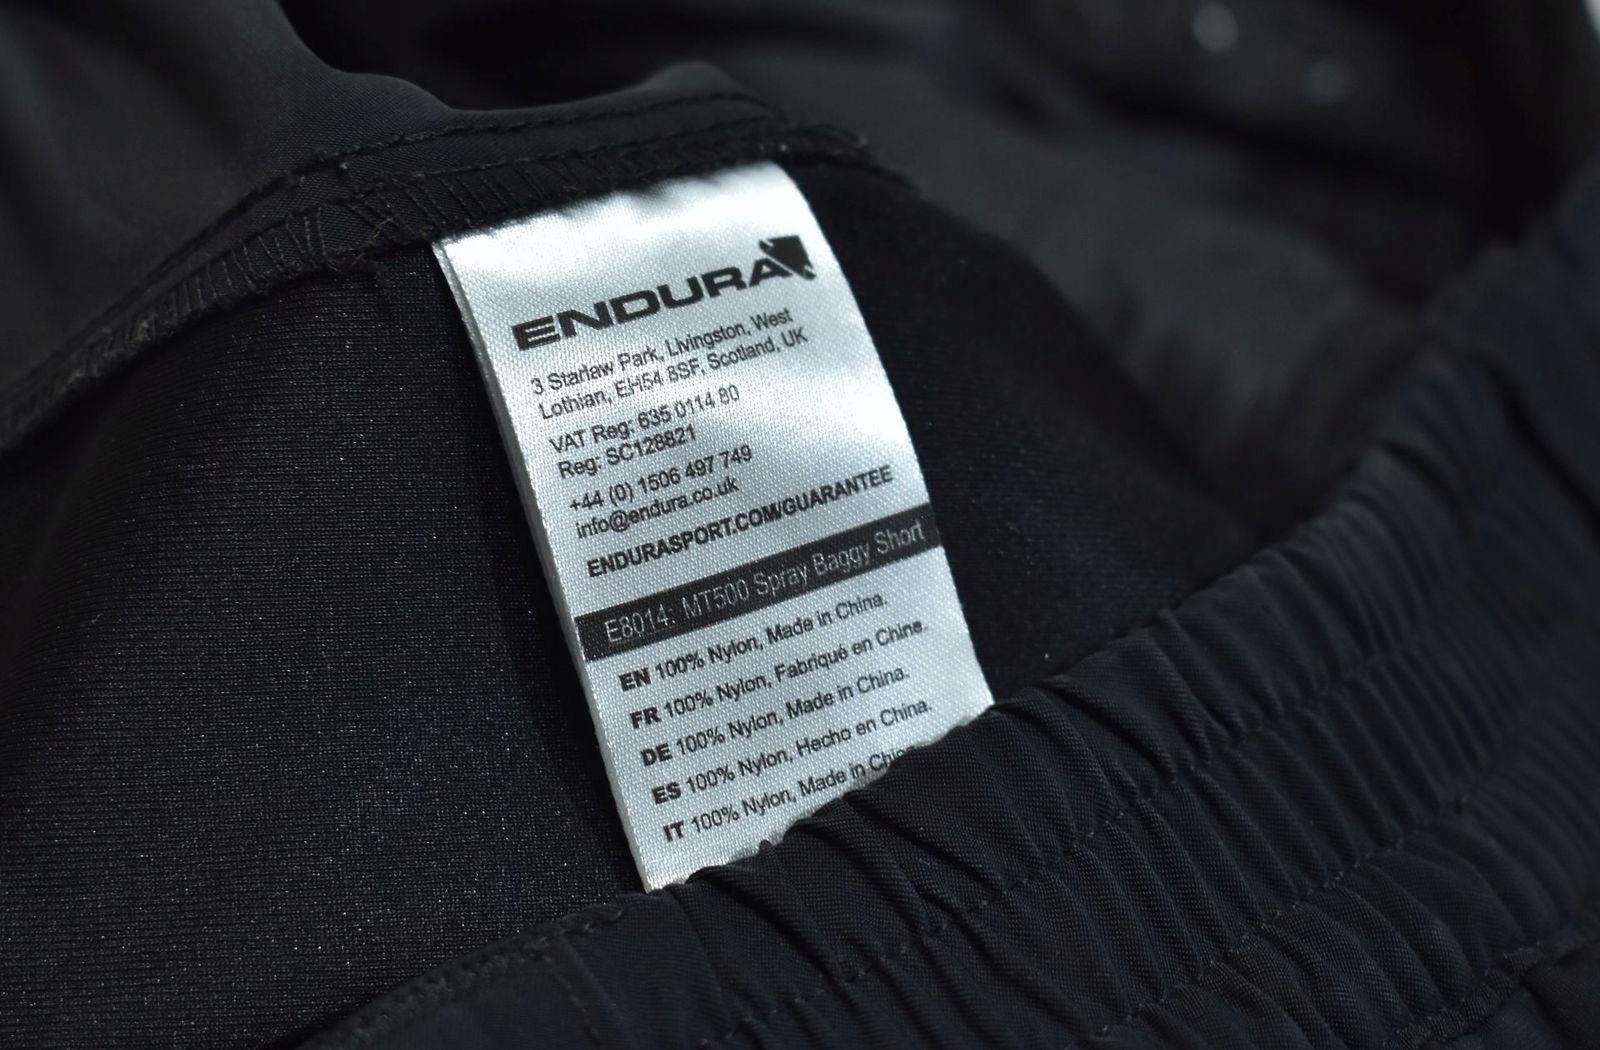 ENDURA
3 Starlaw Park, Livingston, West
Lothian, EH54 8SF, Scotland, UK
VAT Reg: 635 0114 80
Reg: SC128821
+44 (0) 1506 497 749
info@endura.co.uk
ENDURASPORT.COM/GUARANTEE
E8014: MT500 Spray Baggy Short
EN 100% Nylon, Made in China.
FR 100% Nylon, Fabriqué en Chine.
DE 100% Nylon, Made in China.
ES 100% Nylon, Hecho en China.
IT 100% Nylon, Made in